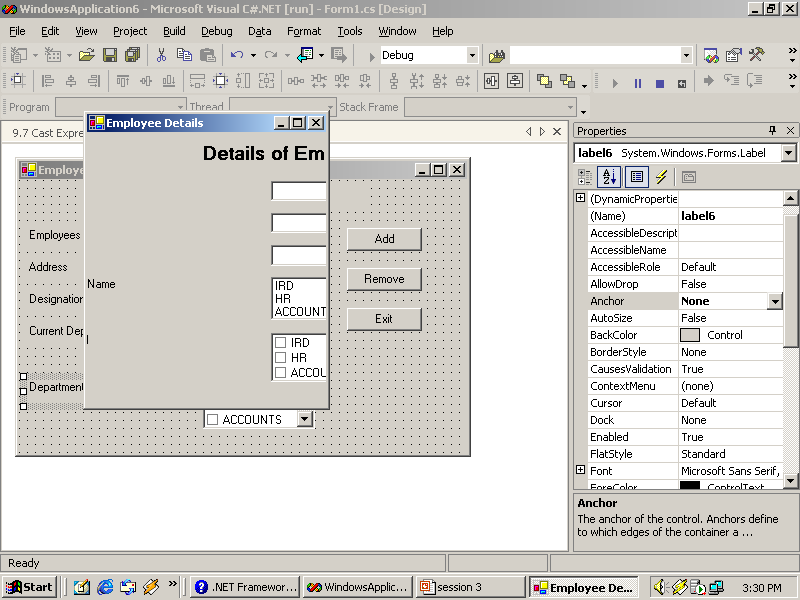 WindowsApplication6 - Microsoft Visual C#.NET [run] - Form1.cs [Design]
File Edit View Project Build Debug Data Format Tools Window Help
Debug
Program Thread Stack Frame
9.7 Cast Expre
Employee Details
Details of Em
Name
IRD
HR
ACCOUNT
IRD
HR
ACCOU
Employe
Employees
Address
Designation
Current Dep
Department
Add
Remove
Exit
ACCOUNTS
Properties
label6 System.Windows.Forms.Label
(DynamicPropertie
(Name) label6
AccessibleDescript
AccessibleName
AccessibleRole Default
AllowDrop False
Anchor None
AutoSize False
BackColor Control
BorderStyle None
CausesValidation True
ContextMenu (none)
Cursor Default
Dock None
Enabled True
FlatStyle Standard
Font Microsoft Sans Serif,
ForeColor ControlText
Anchor
The anchor of the control. Anchors define
to which edges of the container a ...
Ready
Start .NET Framewor... WindowsApplic... session 3 Employee De... 3:30 PM